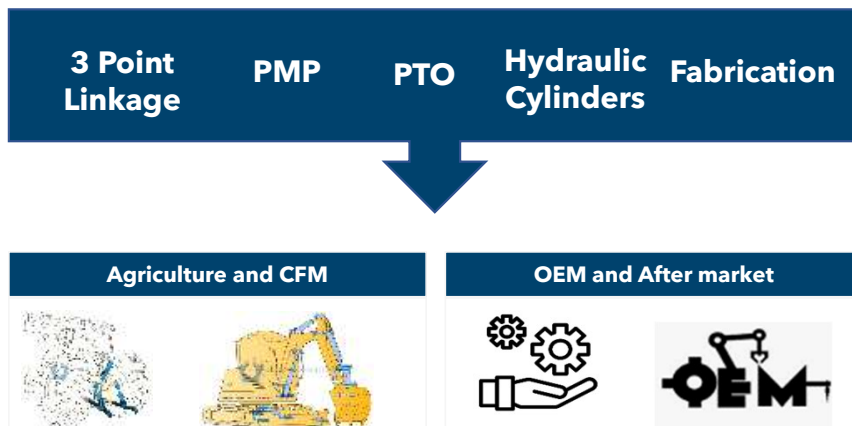 3 Point
Linkage
PMP
PTO
Hydraulic
Cylinders
Fabrication
Agriculture and CFM
OEM and After market
OEM